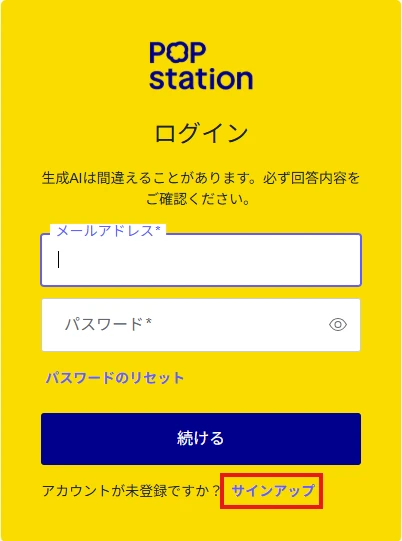 POP
station
ログイン
生成AIは間違えることがあります。必ず回答内容を
ご確認ください。
メールアドレス*
パスワード*
パスワードのリセット
続ける
アカウントが未登録ですか？ サインアップ